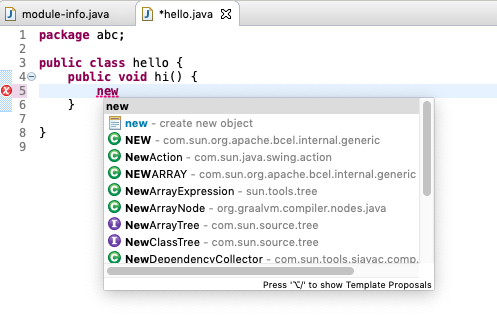 module-info.java
*hello.java
1 package abc;
2
3 public class hello {
4 public void hi() {
5 new
6 }
7
8 }
9
new
new - create new object
NEW - com.sun.org.apache.bcel.internal.generic
NewAction - com.sun.java.swing.action
NEWARRAY - com.sun.org.apache.bcel.internal.generic
NewArrayExpression - sun.tools.tree
NewArrayNode - org.graalvm.compiler.nodes.java
NewArrayTree - com.sun.source.tree
NewClassTree - com.sun.source.tree
NewDependencyCollector - com.sun.tools.sjavac.comp.
Press '⌥/' to show Template Proposals